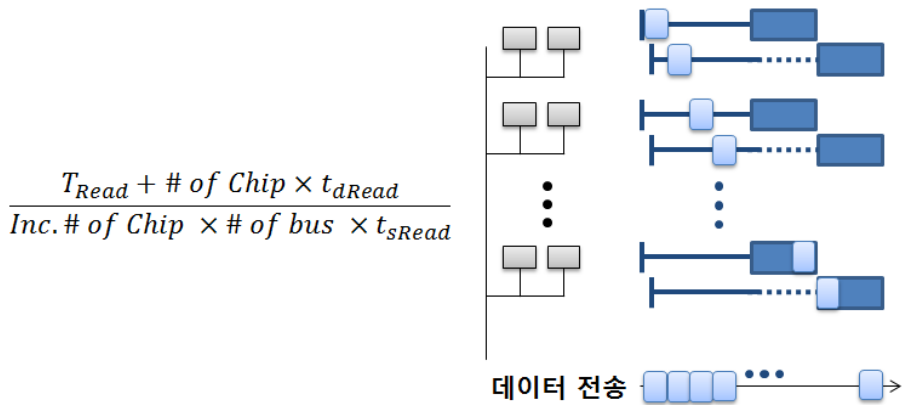 T_Read + # of Chip × t_dRead
Inc. # of Chip × # of bus × t_sRead
데이터 전송